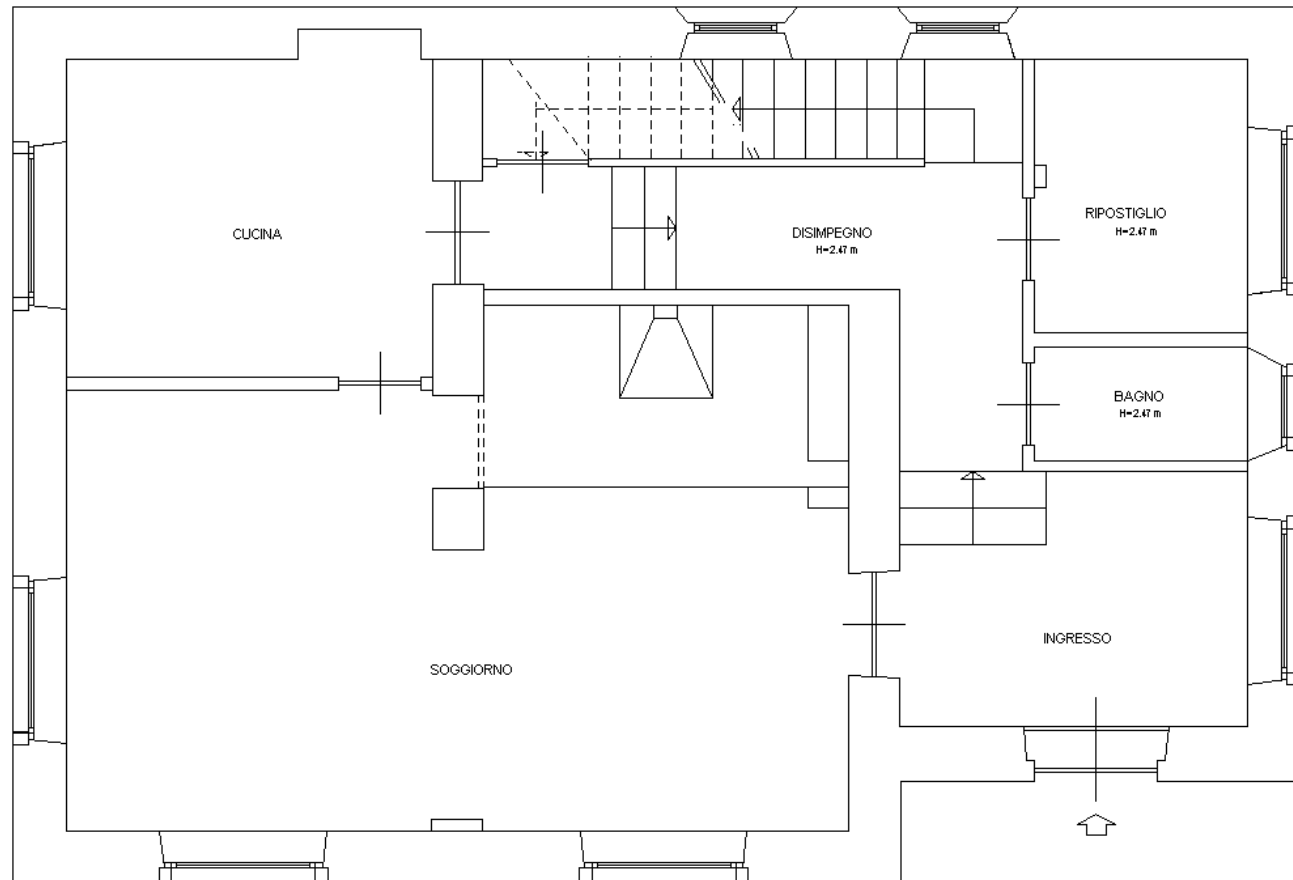 CUCINA
DISIMPEGNO
H=2.47 m
RIPOSTIGLIO
H=2.47 m
BAGNO
H=2.47 m
INGRESSO
SOGGIORNO